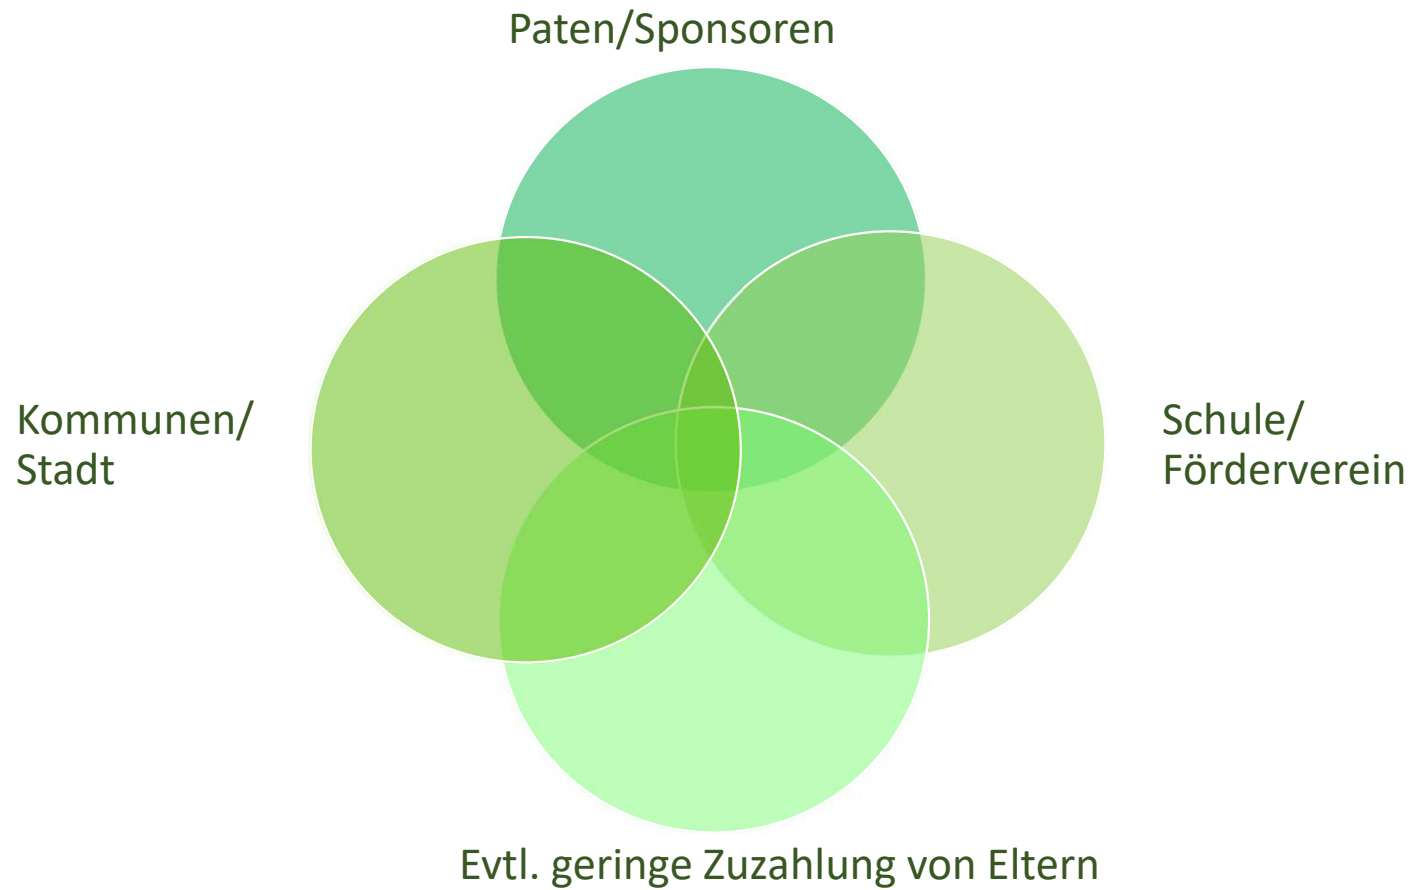 Paten/Sponsoren
Kommunen/
Stadt
Schule/
Förderverein
Evtl. geringe Zuzahlung von Eltern